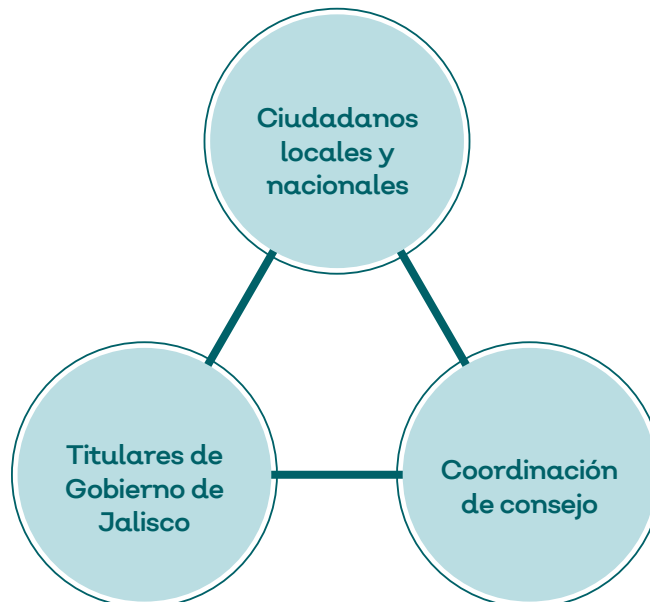 Ciudadanos
locales y
nacionales
Titulares de
Gobierno de
Jalisco
Coordinación
de consejo